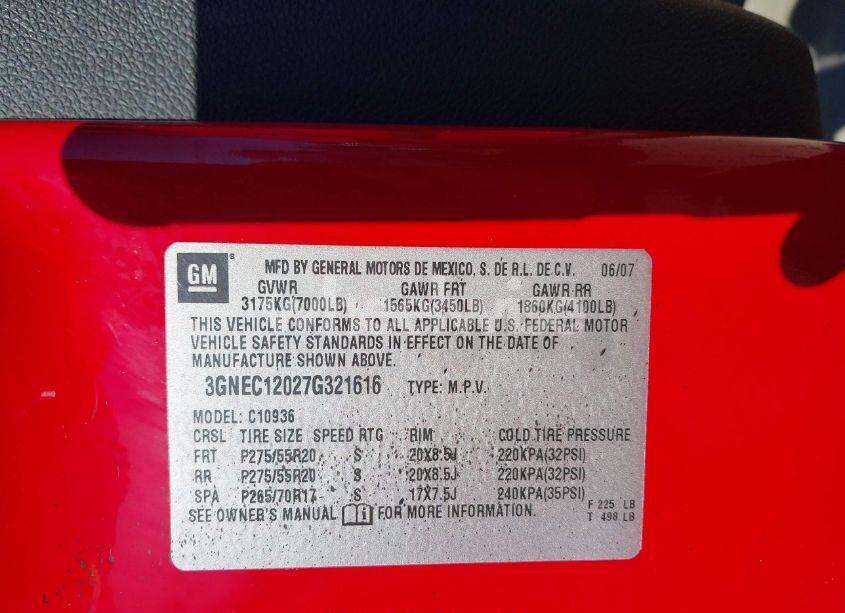 GM
®
MFD BY GENERAL MOTORS DE MEXICO, S. DE R.L. DE C.V. 06/07
GVWR GAWR FRT GAWR RR
3175KG(7000LB) 1565KG(3450LB) 1860KG(4100LB)
THIS VEHICLE CONFORMS TO ALL APPLICABLE U.S. FEDERAL MOTOR
VEHICLE SAFETY STANDARDS IN EFFECT ON THE DATE OF
MANUFACTURE SHOWN ABOVE.
3GNEC12027G321616 TYPE: M.P.V.
MODEL: C10936
CRSL TIRE SIZE SPEED RTG RIM COLD TIRE PRESSURE
FRT P275/55R20 S 20X8.5J 220KPA(32PSI)
RR P275/55R20 S 20X8.5J 220KPA(32PSI)
SPA P265/70R17 S 17X7.5J 240KPA(35PSI)
SEE OWNER'S MANUAL i FOR MORE INFORMATION.
F 225 LB
T 498 LB